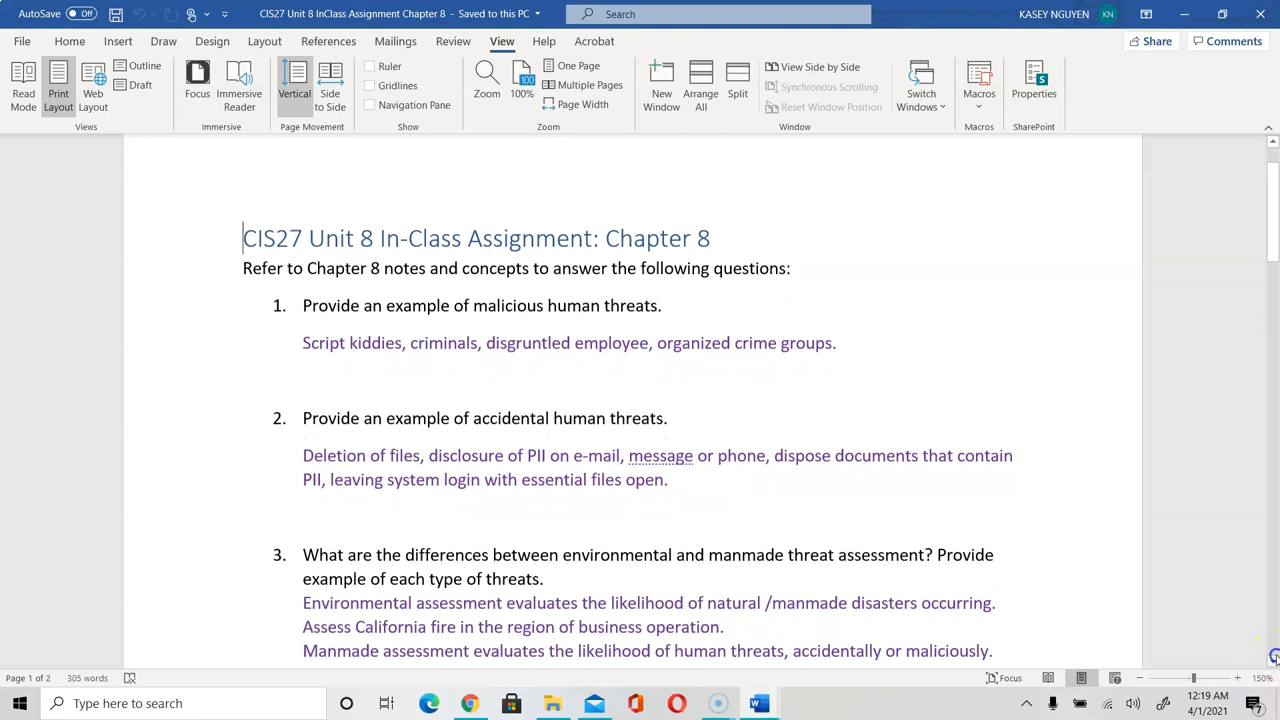 AutoSave Off Unit 8 - In-Class Assignment - Saved to this PC Search KASEY NGUYEN KN
File Home Insert Draw Design Layout References Mailings Review View Help Acrobat Share Comments
Read Mode Print Layout Web Layout Outline Draft Focus Immersive Reader Vertical Side to Side Ruler Gridlines Navigation Pane Zoom 100 100% One Page Multiple Pages Page Width New Window Arrange All Split View Side by Side Synchronous Scrolling Reset Window Position Switch Windows Macros Properties
Views Immersive Page Movement Show Zoom Window Macros SharePoint
CIS27 Unit 8 In-Class Assignment: Chapter 8
Refer to Chapter 8 notes and concepts to answer the following questions:
1. Provide an example of malicious human threats.
Script kiddies, criminals, disgruntled employee, organized crime groups.
2. Provide an example of accidental human threats.
Deletion of files, disclosure of PII on e-mail, message or phone, dispose documents that contain
PII, leaving system login with essential files open.
3. What are the differences between environmental and manmade threat assessment? Provide
example of each type of threats.
Environmental assessment evaluates the likelihood of natural /manmade disasters occurring.
Assess California fire in the region of business operation.
Manmade assessment evaluates the likelihood of human threats, accidentally or maliciously.
Page 1 of 2 305 words Focus 150%
Type here to search 12:19 AM
4/1/2021 7